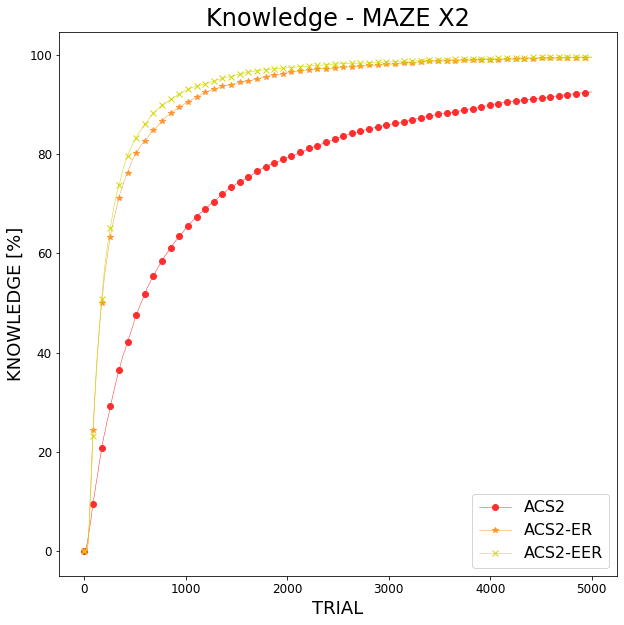 Knowledge - MAZE X2
KNOWLEDGE [%]
100
80
60
40
20
0
0 1000 2000 3000 4000 5000
TRIAL
ACS2
ACS2-ER
ACS2-EER